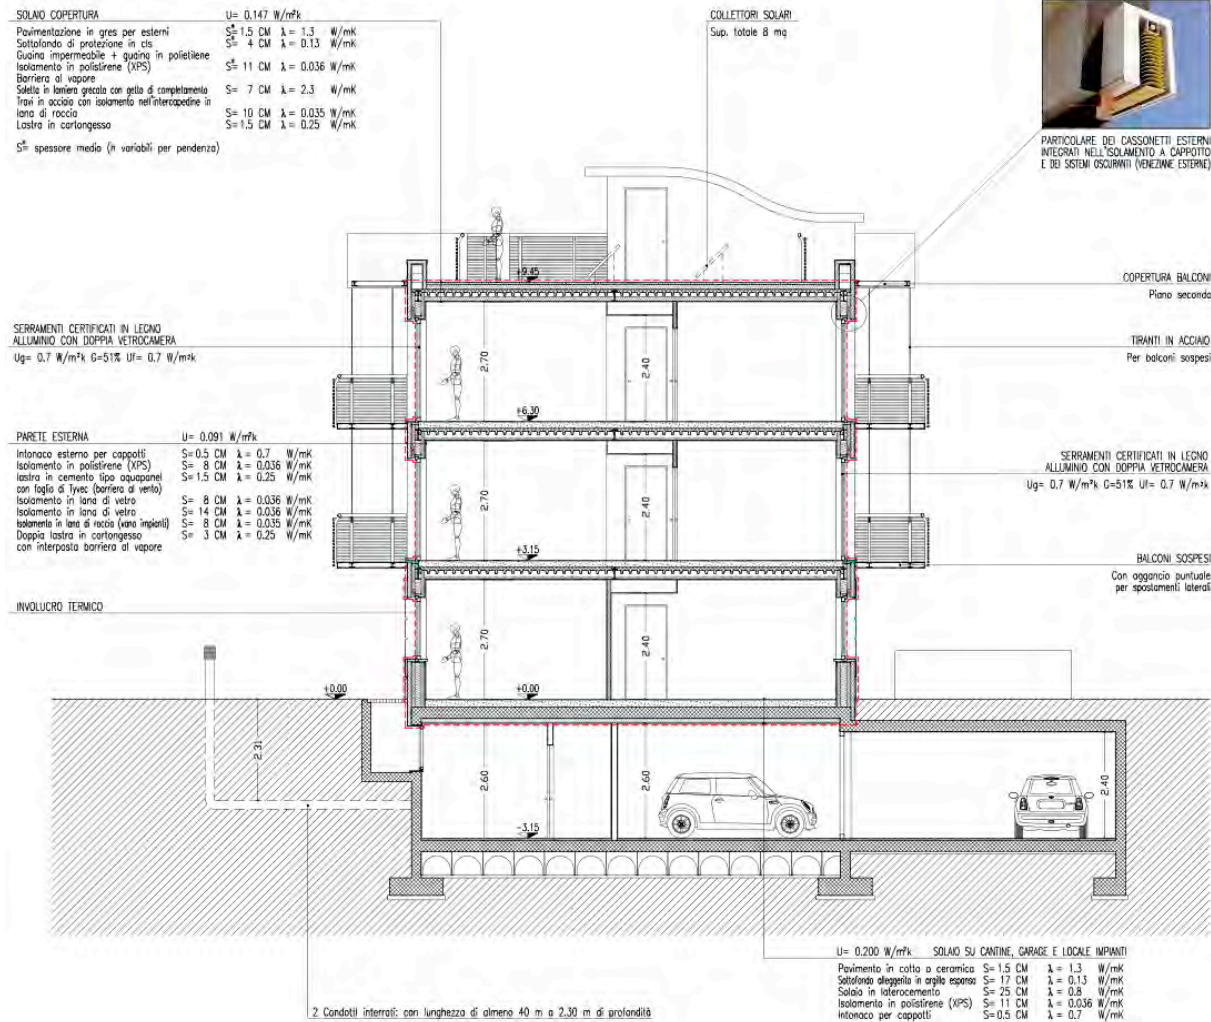 SOLAIO COPERTURA U= 0.147 W/m²k
Pavimentazione in gres per esterni S*= 1.5 CM λ = 1.3 W/mK
Sottofondo di protezione in cls S*= 4 CM λ = 0.13 W/mK
Guaina impermeabile + guaina in polietilene
Isolamento in polistirene (XPS) S*= 11 CM λ = 0.036 W/mK
Barriera al vapore
Soletta in lamiera grecata con getto di completamento S= 7 CM λ = 2.3 W/mK
Travi in acciaio con isolamento nell'intercapedine in
lana di roccia S= 10 CM λ = 0.035 W/mK
Lastra in cartongesso S= 1.5 CM λ = 0.25 W/mK
S* spessore medio (n variabili per pendenza)
COLLETTORI SOLARI
Sup. totale 8 mq
PARTICOLARE DEI CASSONETTI ESTERNI
INTEGRATI NELL'ISOLAMENTO A CAPPOTTO
E DEI SISTEMI OSCURANTI (VENEZIANE ESTERNE)
+9.45
COPERTURA BALCONI
Piano secondo
SERRAMENTI CERTIFICATI IN LEGNO
ALLUMINIO CON DOPPIA VETROCAMERA
Ug= 0.7 W/m²k G=51% Uf= 0.7 W/m²k
TIRANTI IN ACCIAIO
Per balconi sospesi
2.70
2.40
+6.30
PARETE ESTERNA U= 0.091 W/m²k
Intonaco esterno per cappotti S= 0.5 CM λ = 0.7 W/mK
Isolamento in polistirene (XPS) S= 8 CM λ = 0.036 W/mK
lastra in cemento tipo aquapanel S= 1.5 CM λ = 0.25 W/mK
con foglio di Tyvec (barriera al vento)
Isolamento in lana di vetro S= 8 CM λ = 0.036 W/mK
Isolamento in lana di vetro S= 14 CM λ = 0.036 W/mK
Isolamento in lana di roccia (vano impianti) S= 8 CM λ = 0.035 W/mK
Doppia lastra in cartongesso S= 3 CM λ = 0.25 W/mK
con interposta barriera al vapore
SERRAMENTI CERTIFICATI IN LEGNO
ALLUMINIO CON DOPPIA VETROCAMERA
Ug= 0.7 W/m²k G=51% Uf= 0.7 W/m²k
2.70
2.40
+3.15
BALCONI SOSPESI
Con aggancio puntuale
per spostamenti laterali
INVOLUCRO TERMICO
2.70
2.40
+0.00
+0.00
2.31
2.60
2.60
2.40
-3.15
U= 0.200 W/m²k SOLAIO SU CANTINE, GARAGE E LOCALE IMPIANTI
Pavimento in cotto o ceramica S= 1.5 CM λ = 1.3 W/mK
Sottofondo alleggerito in argilla espansa S= 17 CM λ = 0.13 W/mK
Solaio in laterocemento S= 25 CM λ = 0.8 W/mK
Isolamento in polistirene (XPS) S= 11 CM λ = 0.036 W/mK
Intonaco per cappotti S= 0.5 CM λ = 0.7 W/mK
2 Condotti interrati: con lunghezza di almeno 40 m a 2.30 m di profondità